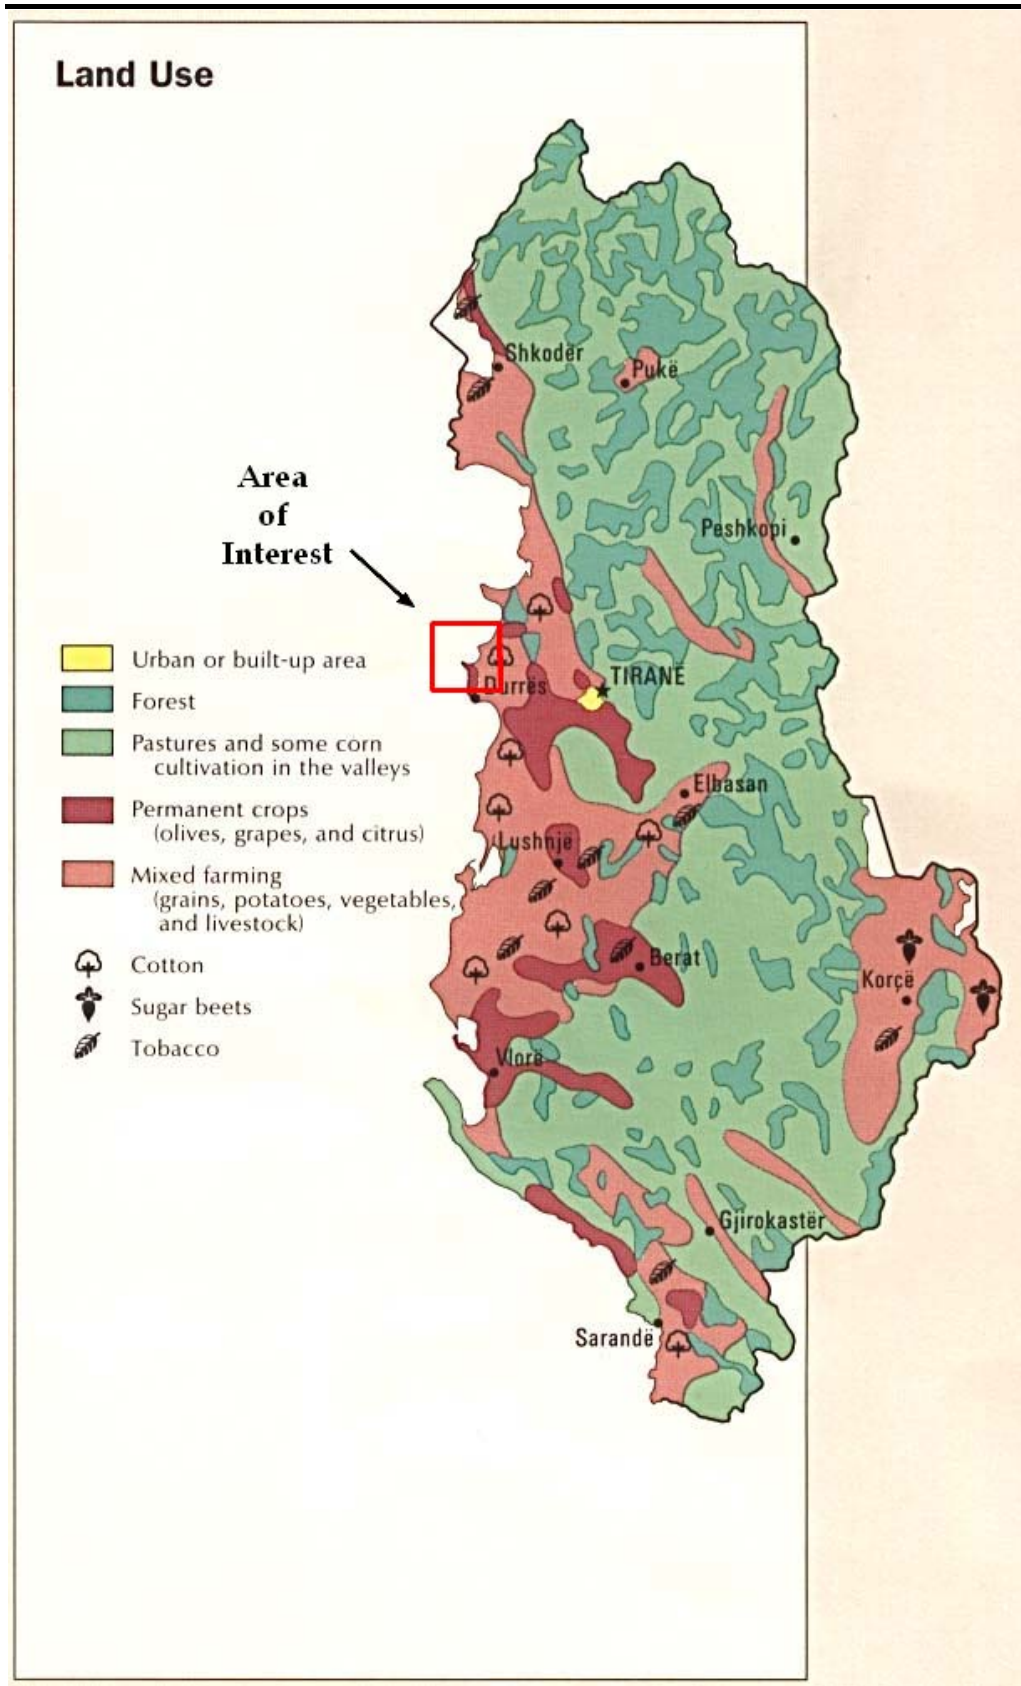 Land Use
Shkodër
Pukë
Area
of
Interest
Peshkopi
Urban or built-up area
TIRANË
Forest
Durrës
Pastures and some corn
cultivation in the valleys
Elbasan
Permanent crops
(olives, grapes, and citrus)
Lushnjë
Mixed farming
(grains, potatoes, vegetables,
and livestock)
Cotton
Berat
Korçë
Sugar beets
Tobacco
Vlorë
Gjirokastër
Sarandë